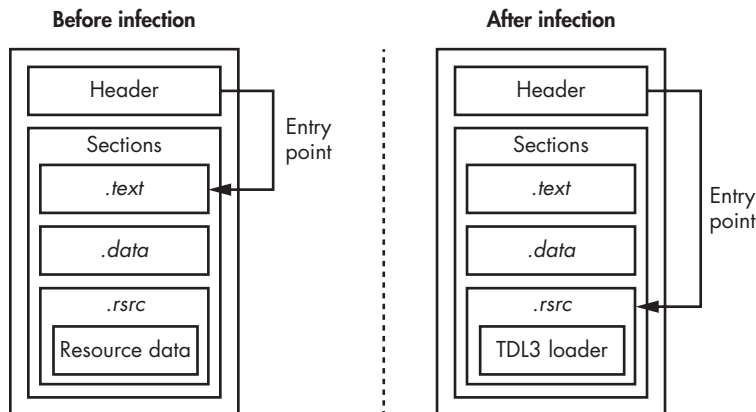 Before infection
Header
Entry
point
Sections
.text
.data
.rsrc
Resource data
After infection
Header
Entry
point
Sections
.text
.data
.rsrc
TDL3 loader